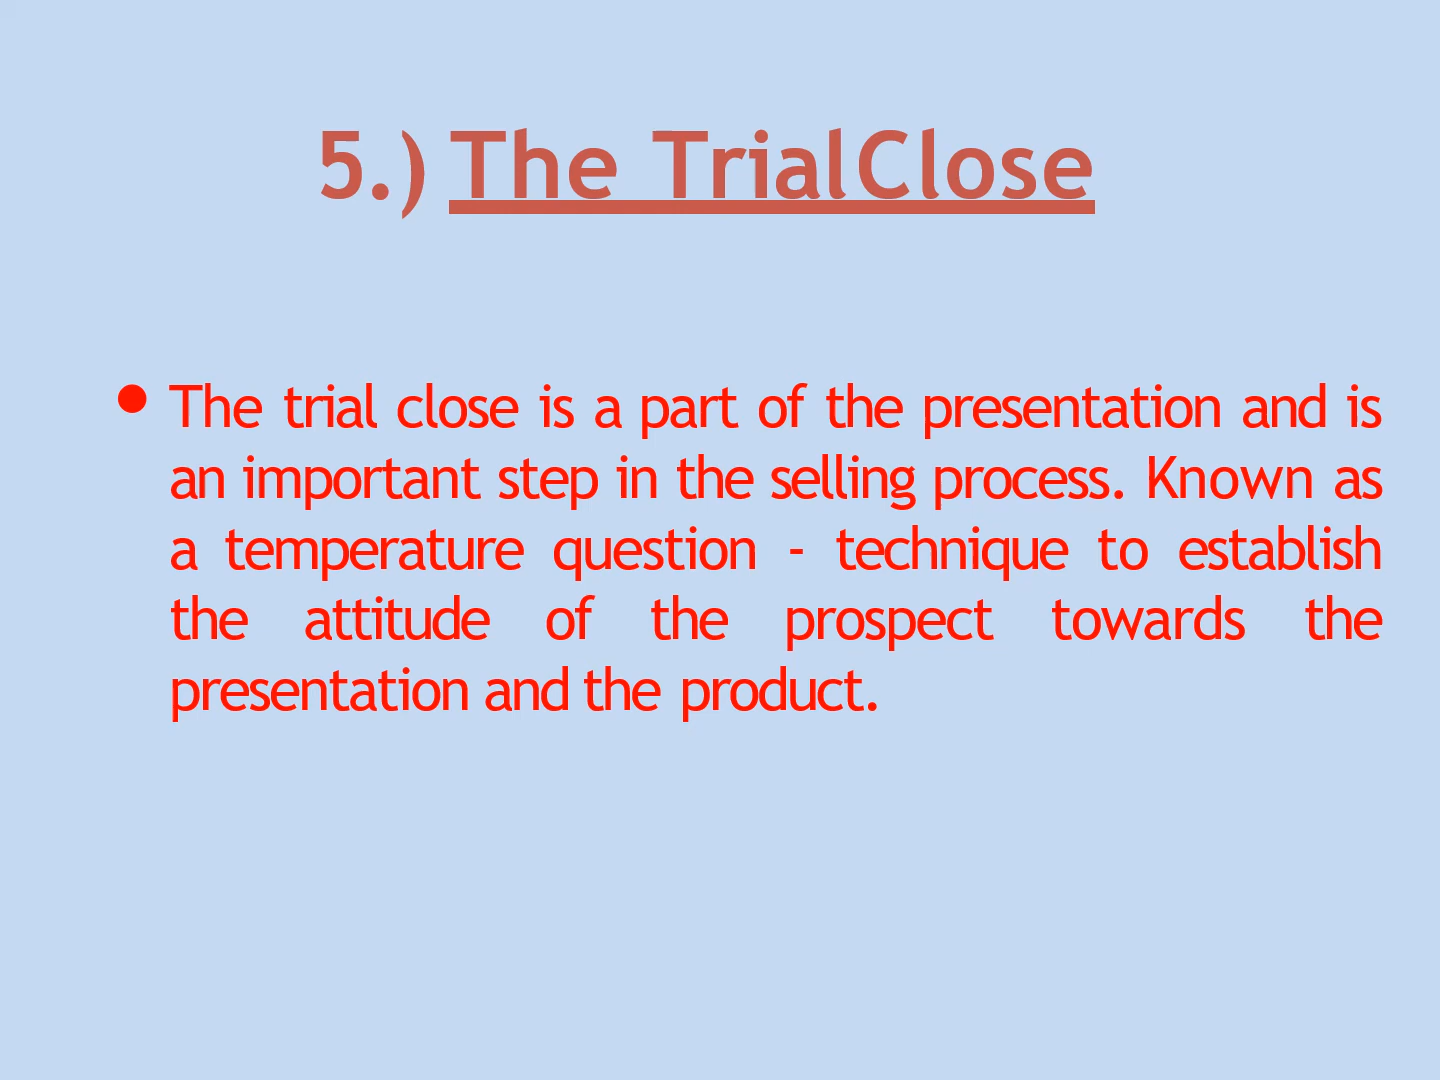 5.) The TrialClose
• The trial close is a part of the presentation and is
an important step in the selling process. Known as
a temperature question - technique to establish
the attitude of the prospect towards the
presentation and the product.